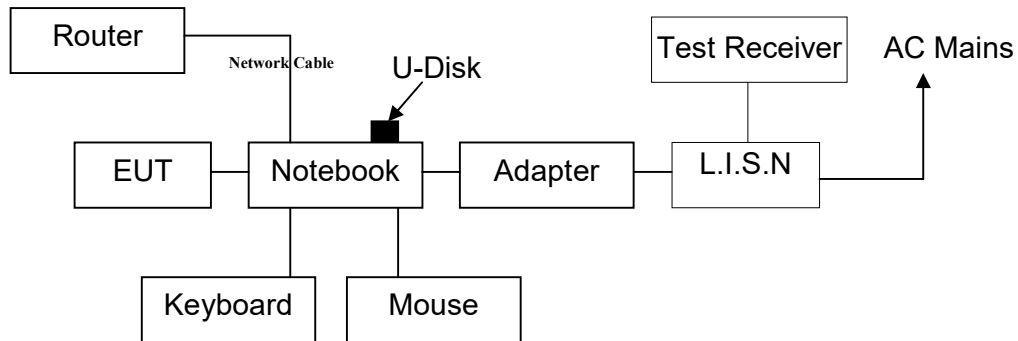 Router
Network Cable
U-Disk
Test Receiver
AC Mains
EUT
Notebook
Adapter
L.I.S.N
Keyboard
Mouse